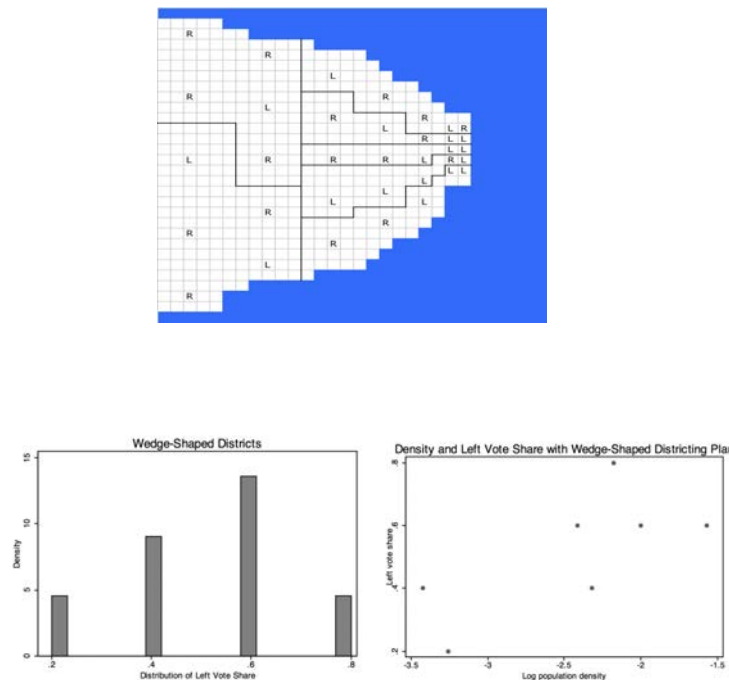 R
R
L
R R
L
R R
L L R
R L L
L L
L R R R L R L
L L
L
L
L L
R
R
R
R
L
R
Wedge-Shaped Districts
15
10
5
0
Density
.2 .4 .6 .8
Distribution of Left Vote Share
Density and Left Vote Share with Wedge-Shaped Districting Plan
.8
.6
.4
.2
Left vote share
-3.5 -3 -2.5 -2 -1.5
Log population density